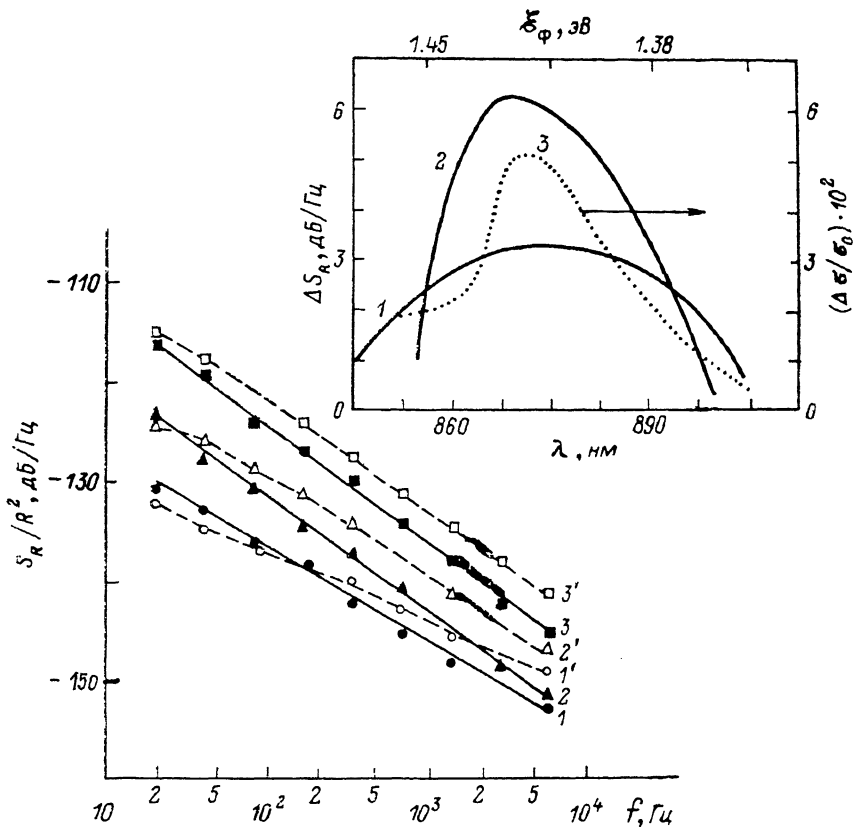 ℰф, эВ
1.45 1.38
6 2 3 6
ΔS_R, дБ/Гц
3 3
(Δσ/σ₀)·10²
1
0 0
860 890
λ, нм
-110
-130
-150
S_R/R², дБ/Гц
3'
3
2'
1'
2
1
10 2 5 10² 2 5 10³ 2 5 10⁴ f, Гц